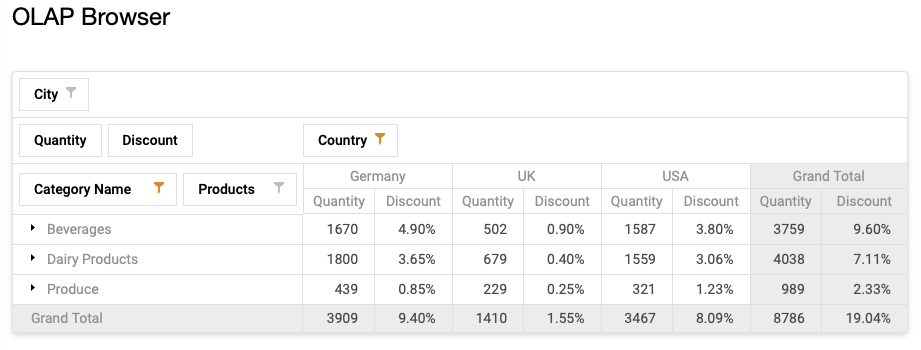 OLAP Browser
City
Quantity Discount Country
Category Name Products Germany UK USA Grand Total
Quantity Discount Quantity Discount Quantity Discount Quantity Discount
Beverages 1670 4.90% 502 0.90% 1587 3.80% 3759 9.60%
Dairy Products 1800 3.65% 679 0.40% 1559 3.06% 4038 7.11%
Produce 439 0.85% 229 0.25% 321 1.23% 989 2.33%
Grand Total 3909 9.40% 1410 1.55% 3467 8.09% 8786 19.04%